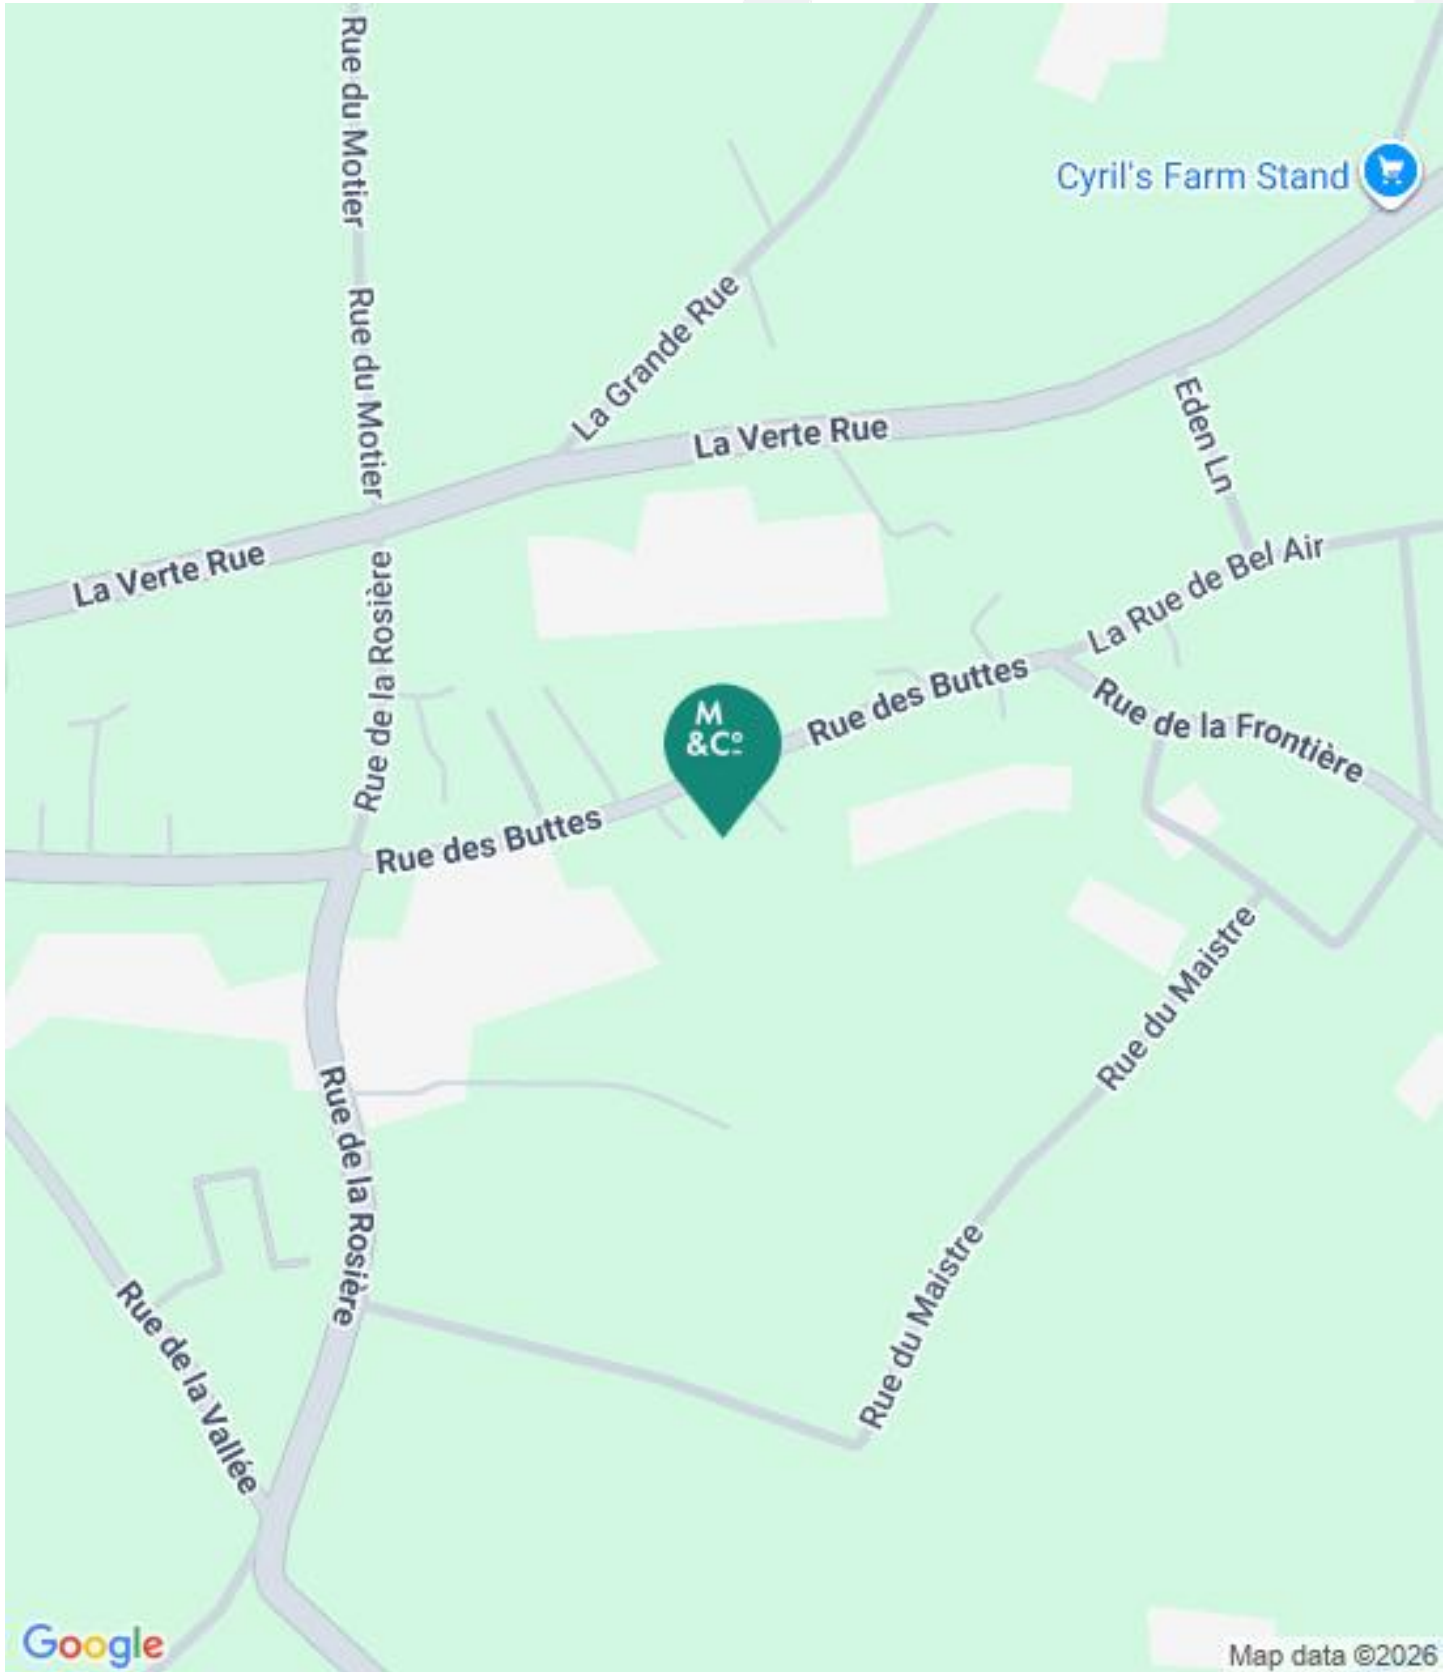 Rue du Motier
Cyril's Farm Stand
Rue du Motier
La Grande Rue
La Verte Rue
Eden Ln
La Verte Rue
Rue de la Rosière
La Rue de Bel Air
Rue des Buttes
M
&Cº
Rue de la Frontière
Rue des Buttes
Rue du Maistre
Rue de la Rosière
Rue du Maistre
Rue de la Vallée
Google
Map data ©2026